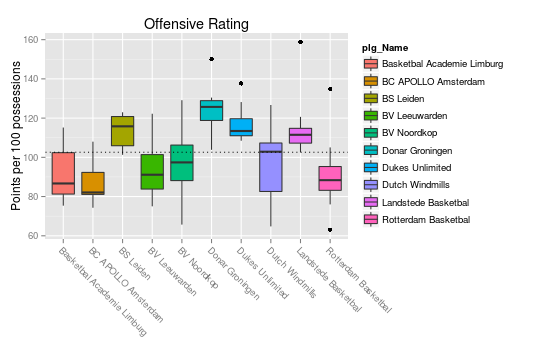 Offensive Rating
Points per 100 possessions
160
140
120
100
80
60
Basketbal Academie Limburg
BC APOLLO Amsterdam
BS Leiden
BV Leeuwarden
BV Noordkop
Donar Groningen
Dukes Unlimited
Dutch Windmills
Landstede Basketbal
Rotterdam Basketbal
plg_Name
Basketbal Academie Limburg
BC APOLLO Amsterdam
BS Leiden
BV Leeuwarden
BV Noordkop
Donar Groningen
Dukes Unlimited
Dutch Windmills
Landstede Basketbal
Rotterdam Basketbal